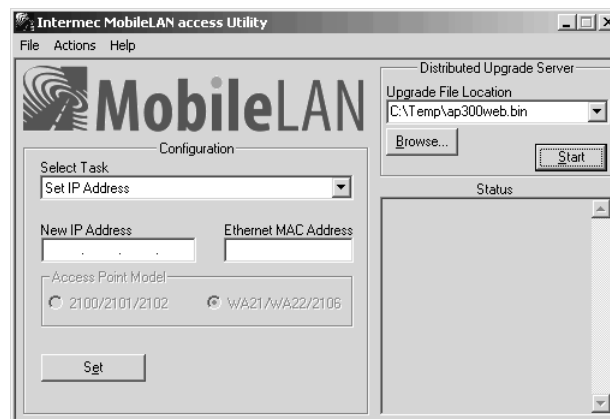 Intermec MobileLAN access Utility
File Actions Help
MobileLAN
Configuration
Select Task
Set IP Address
New IP Address Ethernet MAC Address
. . .
Access Point Model
2100/2101/2102 WA21/WA22/2106
Set
Distributed Upgrade Server
Upgrade File Location
C:\Temp\ap300web.bin
Browse...
Start
Status